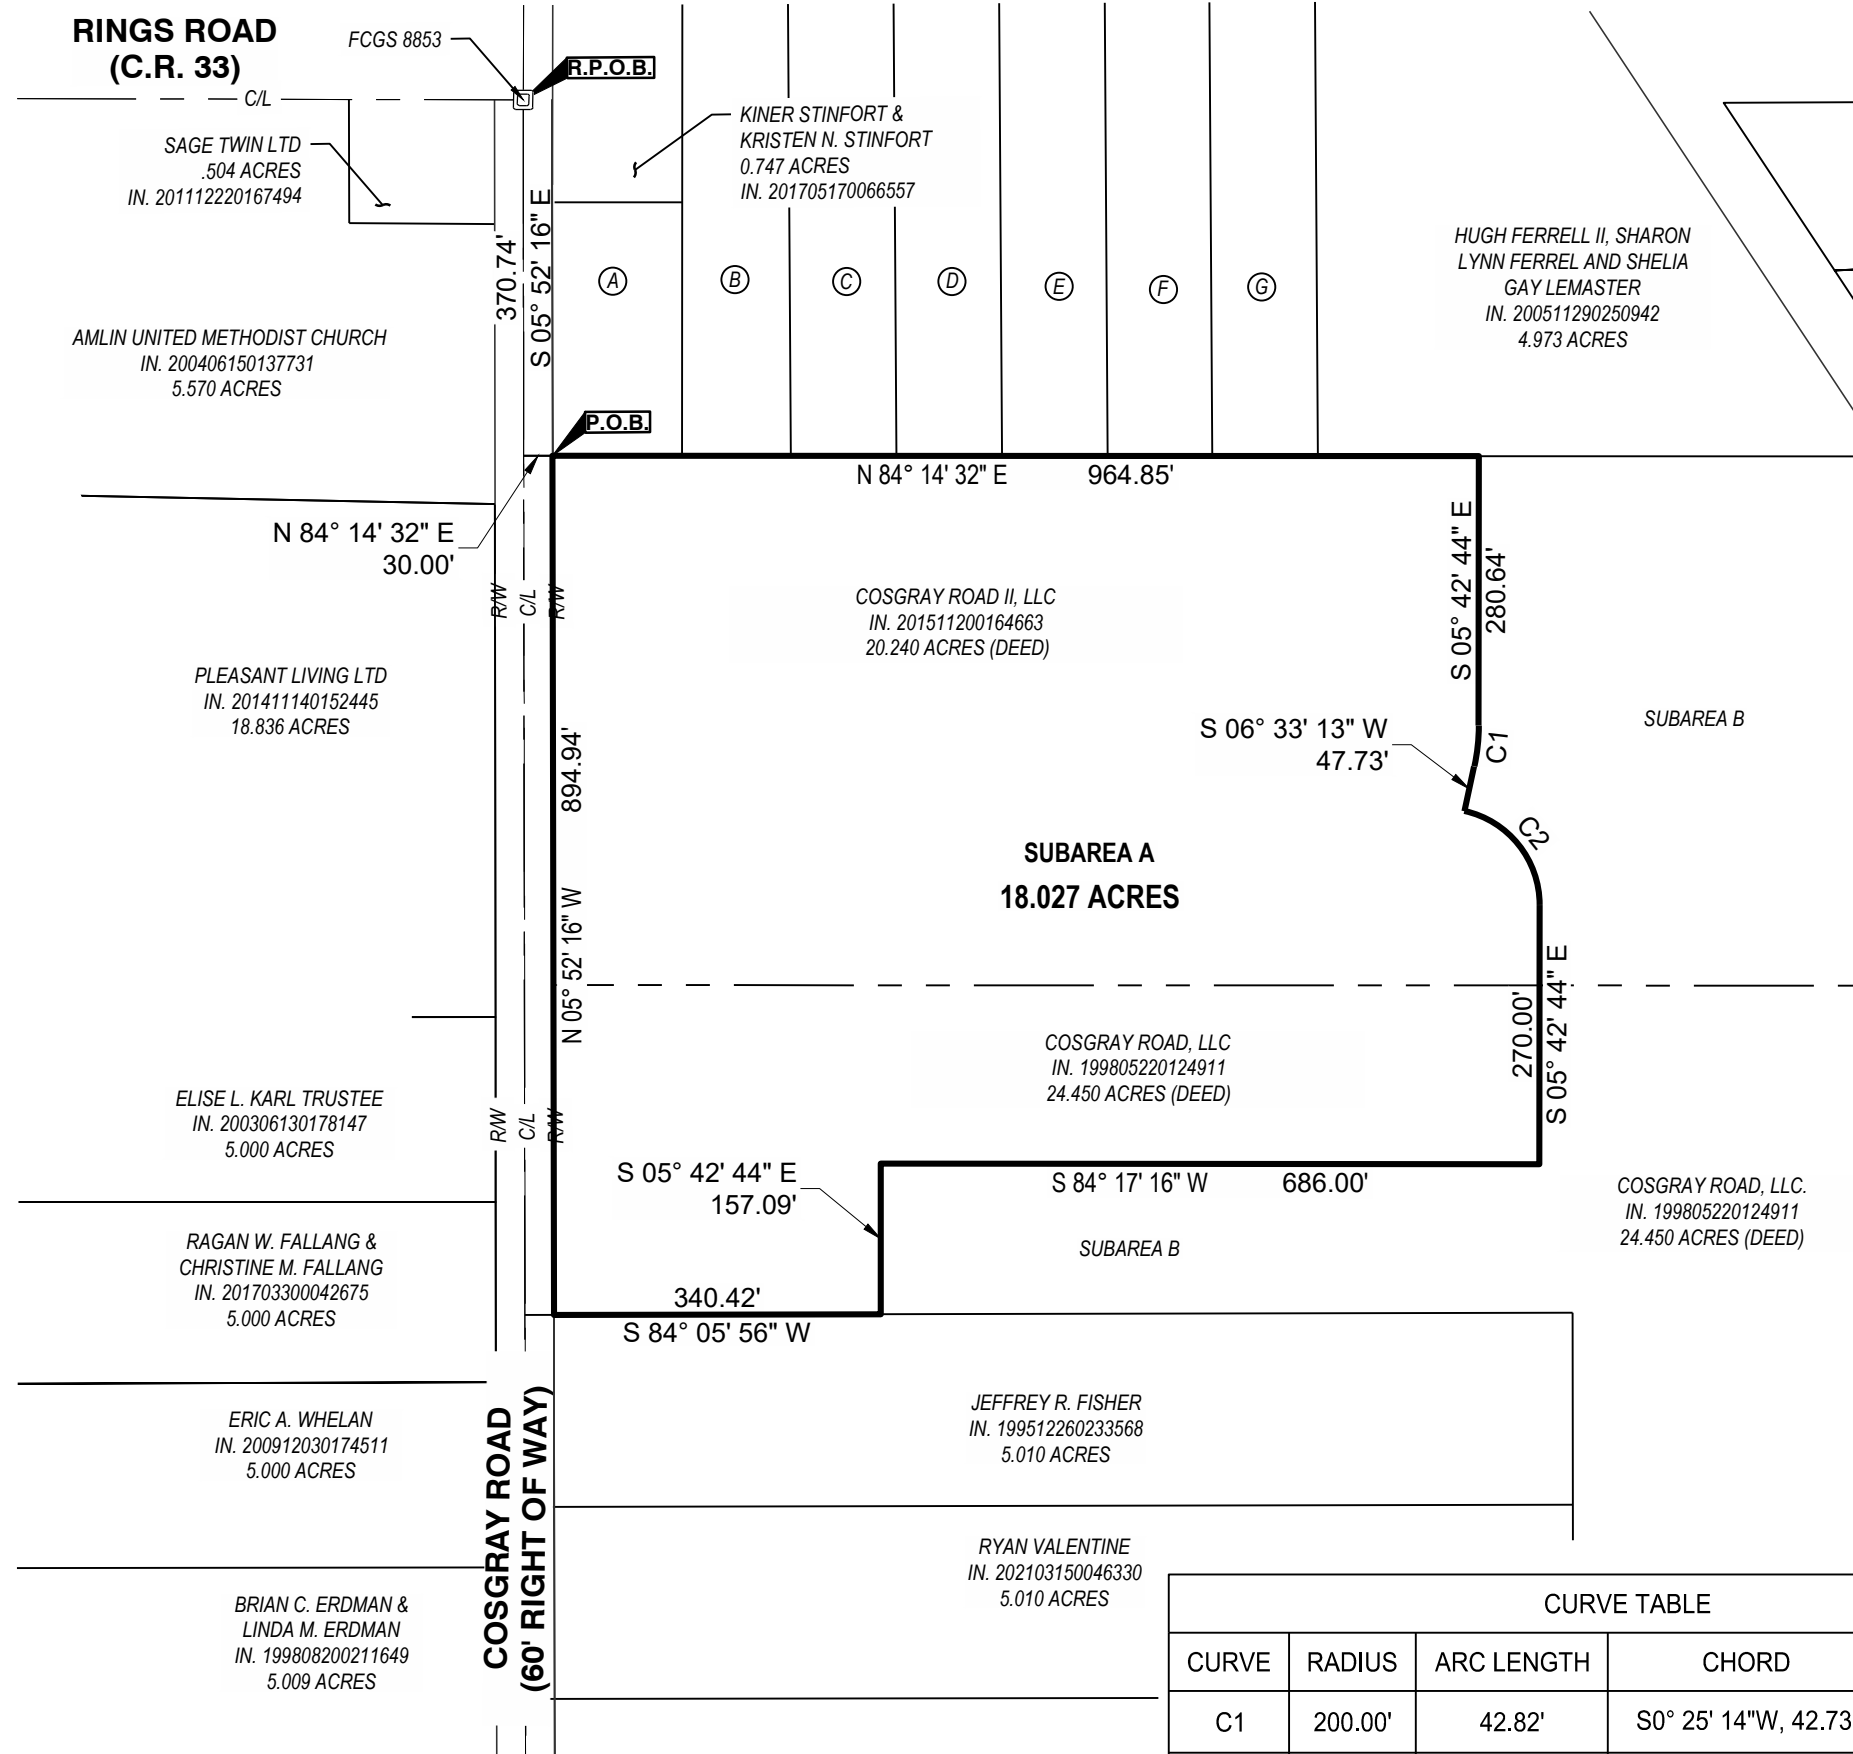 RINGS ROAD
(C.R. 33)
FCGS 8853
R.P.O.B.
C/L
SAGE TWIN LTD
.504 ACRES
IN. 201112220167494
KINER STINFORT &
KRISTEN N. STINFORT
0.747 ACRES
IN. 201705170066557
370.74'
S 05° 52' 16" E
A
B
C
D
E
F
G
HUGH FERRELL II, SHARON
LYNN FERREL AND SHELIA
GAY LEMASTER
IN. 200511290250942
4.973 ACRES
AMLIN UNITED METHODIST CHURCH
IN. 200406150137731
5.570 ACRES
P.O.B.
N 84° 14' 32" E 964.85'
N 84° 14' 32" E
30.00'
R/W
C/L
R/W
COSGRAY ROAD II, LLC
IN. 201511200164663
20.240 ACRES (DEED)
S 05° 42' 44" E
280.64'
PLEASANT LIVING LTD
IN. 201411140152445
18.836 ACRES
894.94'
N 05° 52' 16" W
S 06° 33' 13" W
47.73'
C1
SUBAREA B
C2
SUBAREA A
18.027 ACRES
270.00'
S 05° 42' 44" E
COSGRAY ROAD, LLC
IN. 199805220124911
24.450 ACRES (DEED)
ELISE L. KARL TRUSTEE
IN. 200306130178147
5.000 ACRES
R/W
C/L
R/W
S 05° 42' 44" E
157.09'
S 84° 17' 16" W 686.00'
COSGRAY ROAD, LLC.
IN. 199805220124911
24.450 ACRES (DEED)
SUBAREA B
RAGAN W. FALLANG &
CHRISTINE M. FALLANG
IN. 201703300042675
5.000 ACRES
340.42'
S 84° 05' 56" W
ERIC A. WHELAN
IN. 200912030174511
5.000 ACRES
COSGRAY ROAD
(60' RIGHT OF WAY)
JEFFREY R. FISHER
IN. 199512260233568
5.010 ACRES
RYAN VALENTINE
IN. 202103150046330
5.010 ACRES
BRIAN C. ERDMAN &
LINDA M. ERDMAN
IN. 199808200211649
5.009 ACRES
CURVE TABLE
CURVE RADIUS ARC LENGTH CHORD
C1 200.00' 42.82' S0° 25' 14"W, 42.73